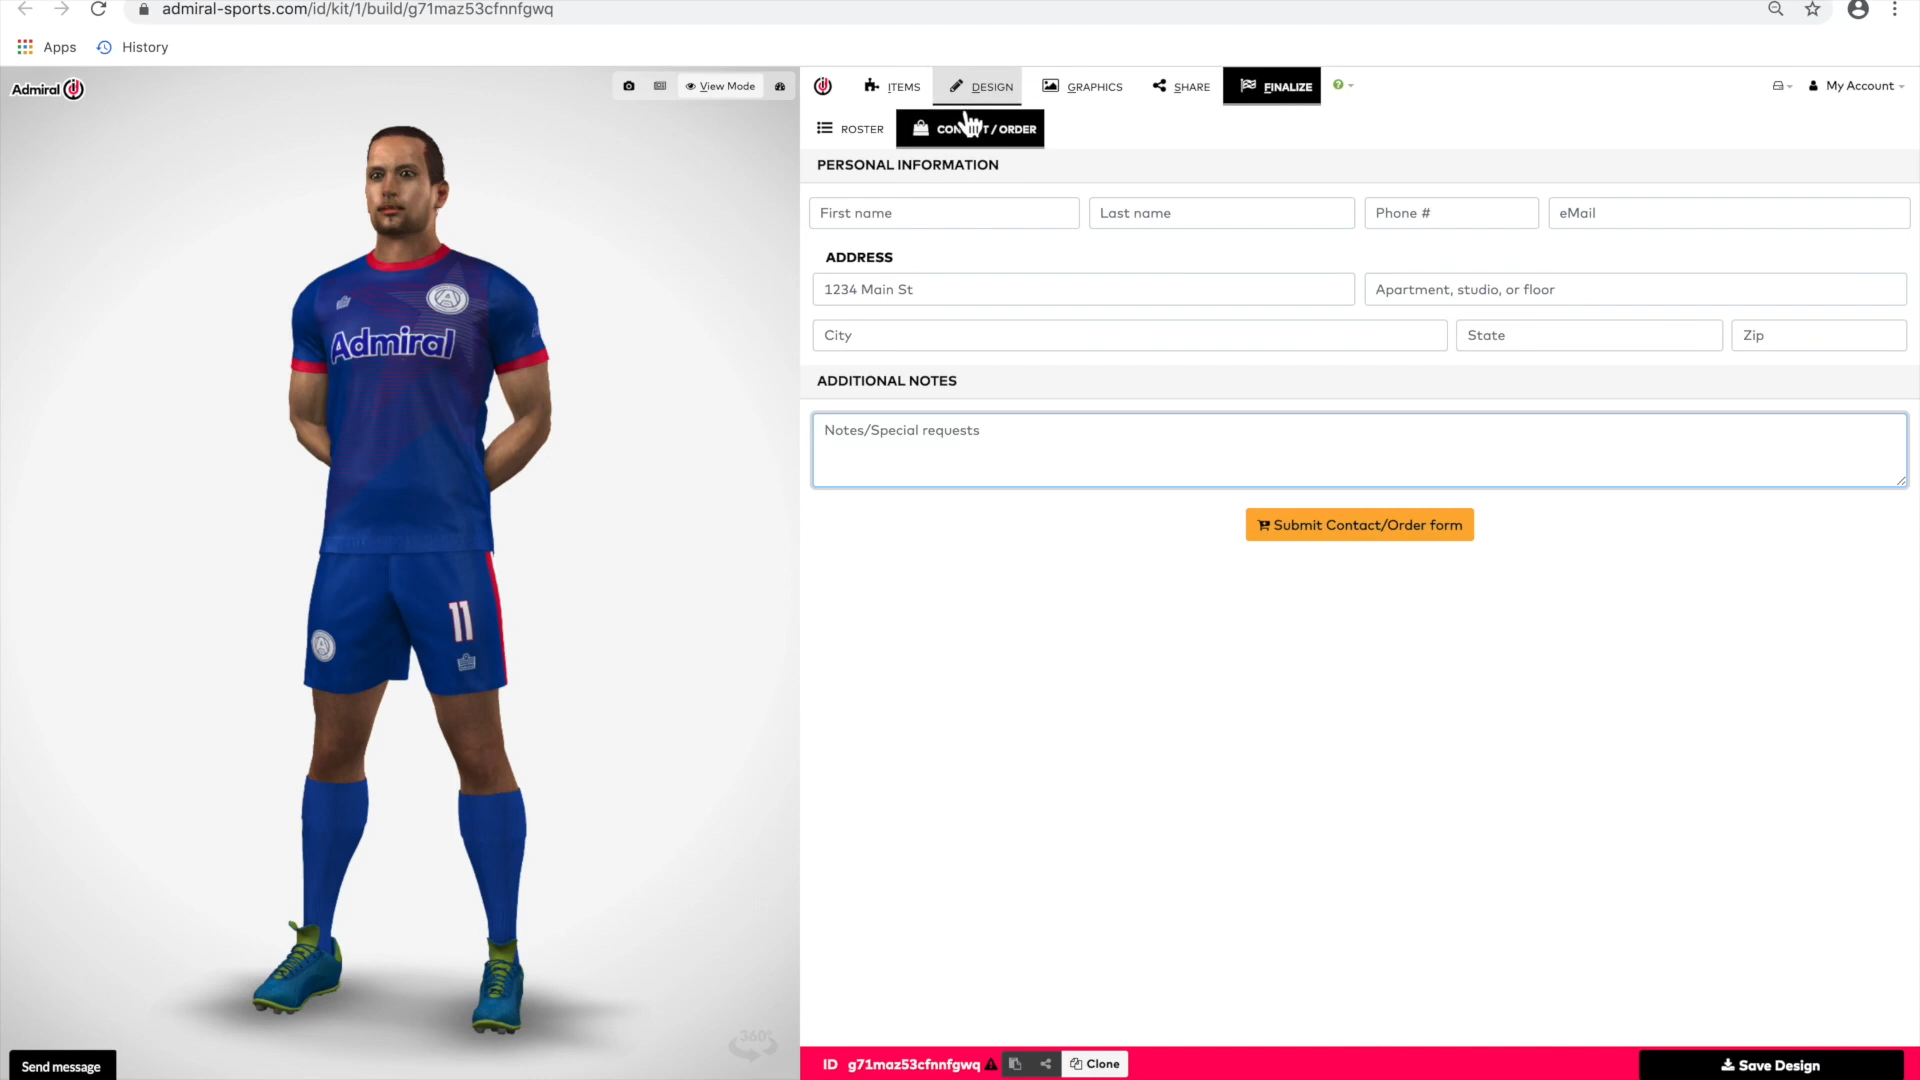 admiral-sports.com/id/kit/1/build/g71maz53cfnnfgwq
Apps History
Admiral
View Mode
ITEMS DESIGN GRAPHICS SHARE FINALIZE
My Account
ROSTER / ORDER
PERSONAL INFORMATION
First name Last name Phone # eMail
ADDRESS
1234 Main St Apartment, studio, or floor
City State Zip
ADDITIONAL NOTES
Notes/Special requests
Submit Contact/Order form
Admiral
11
360°
Send message
ID g71maz53cfnnfgwq Clone Save Design